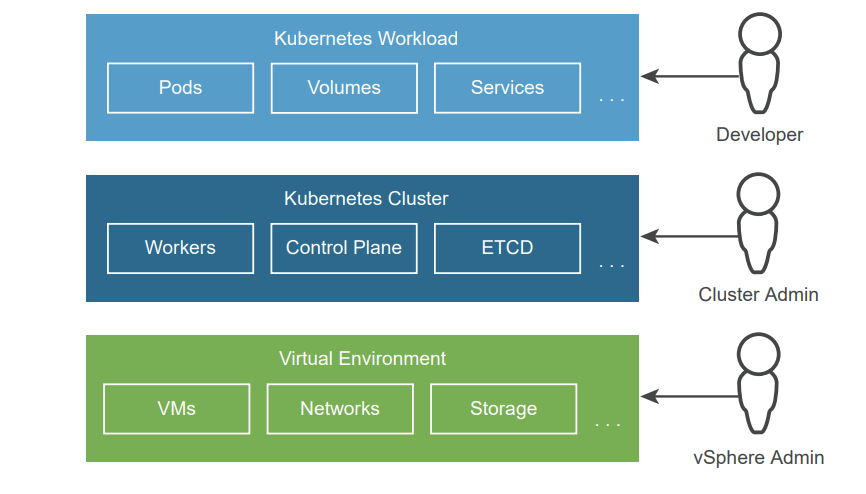 Kubernetes Workload
Pods
Volumes
Services
. . .
Developer
Kubernetes Cluster
Workers
Control Plane
ETCD
. . .
Cluster Admin
Virtual Environment
VMs
Networks
Storage
. . .
vSphere Admin